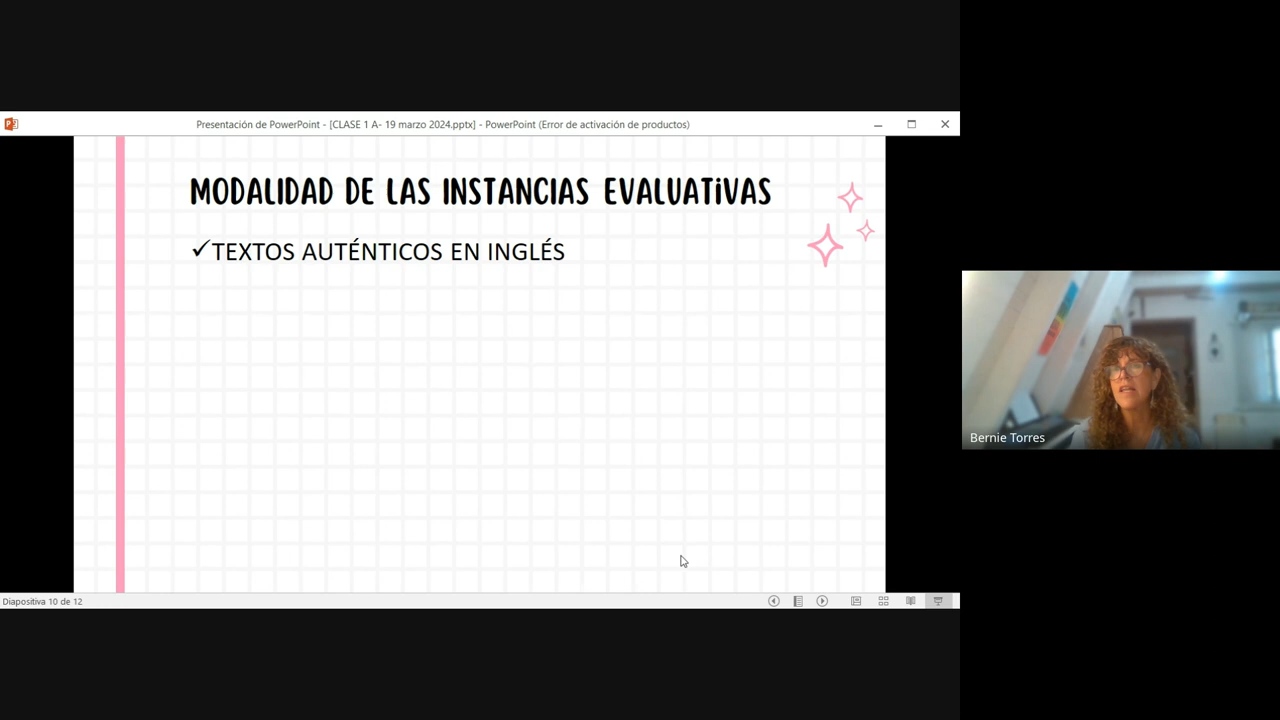 Presentación de PowerPoint - [CLASE 1 A- 19 marzo 2024.pptx] - PowerPoint (Error de activación de productos)
MODALIDAD DE LAS INSTANCIAS EVALUATiVAS
✓TEXTOS AUTÉNTICOS EN INGLÉS
Bernie Torres
Diapositiva 10 de 12